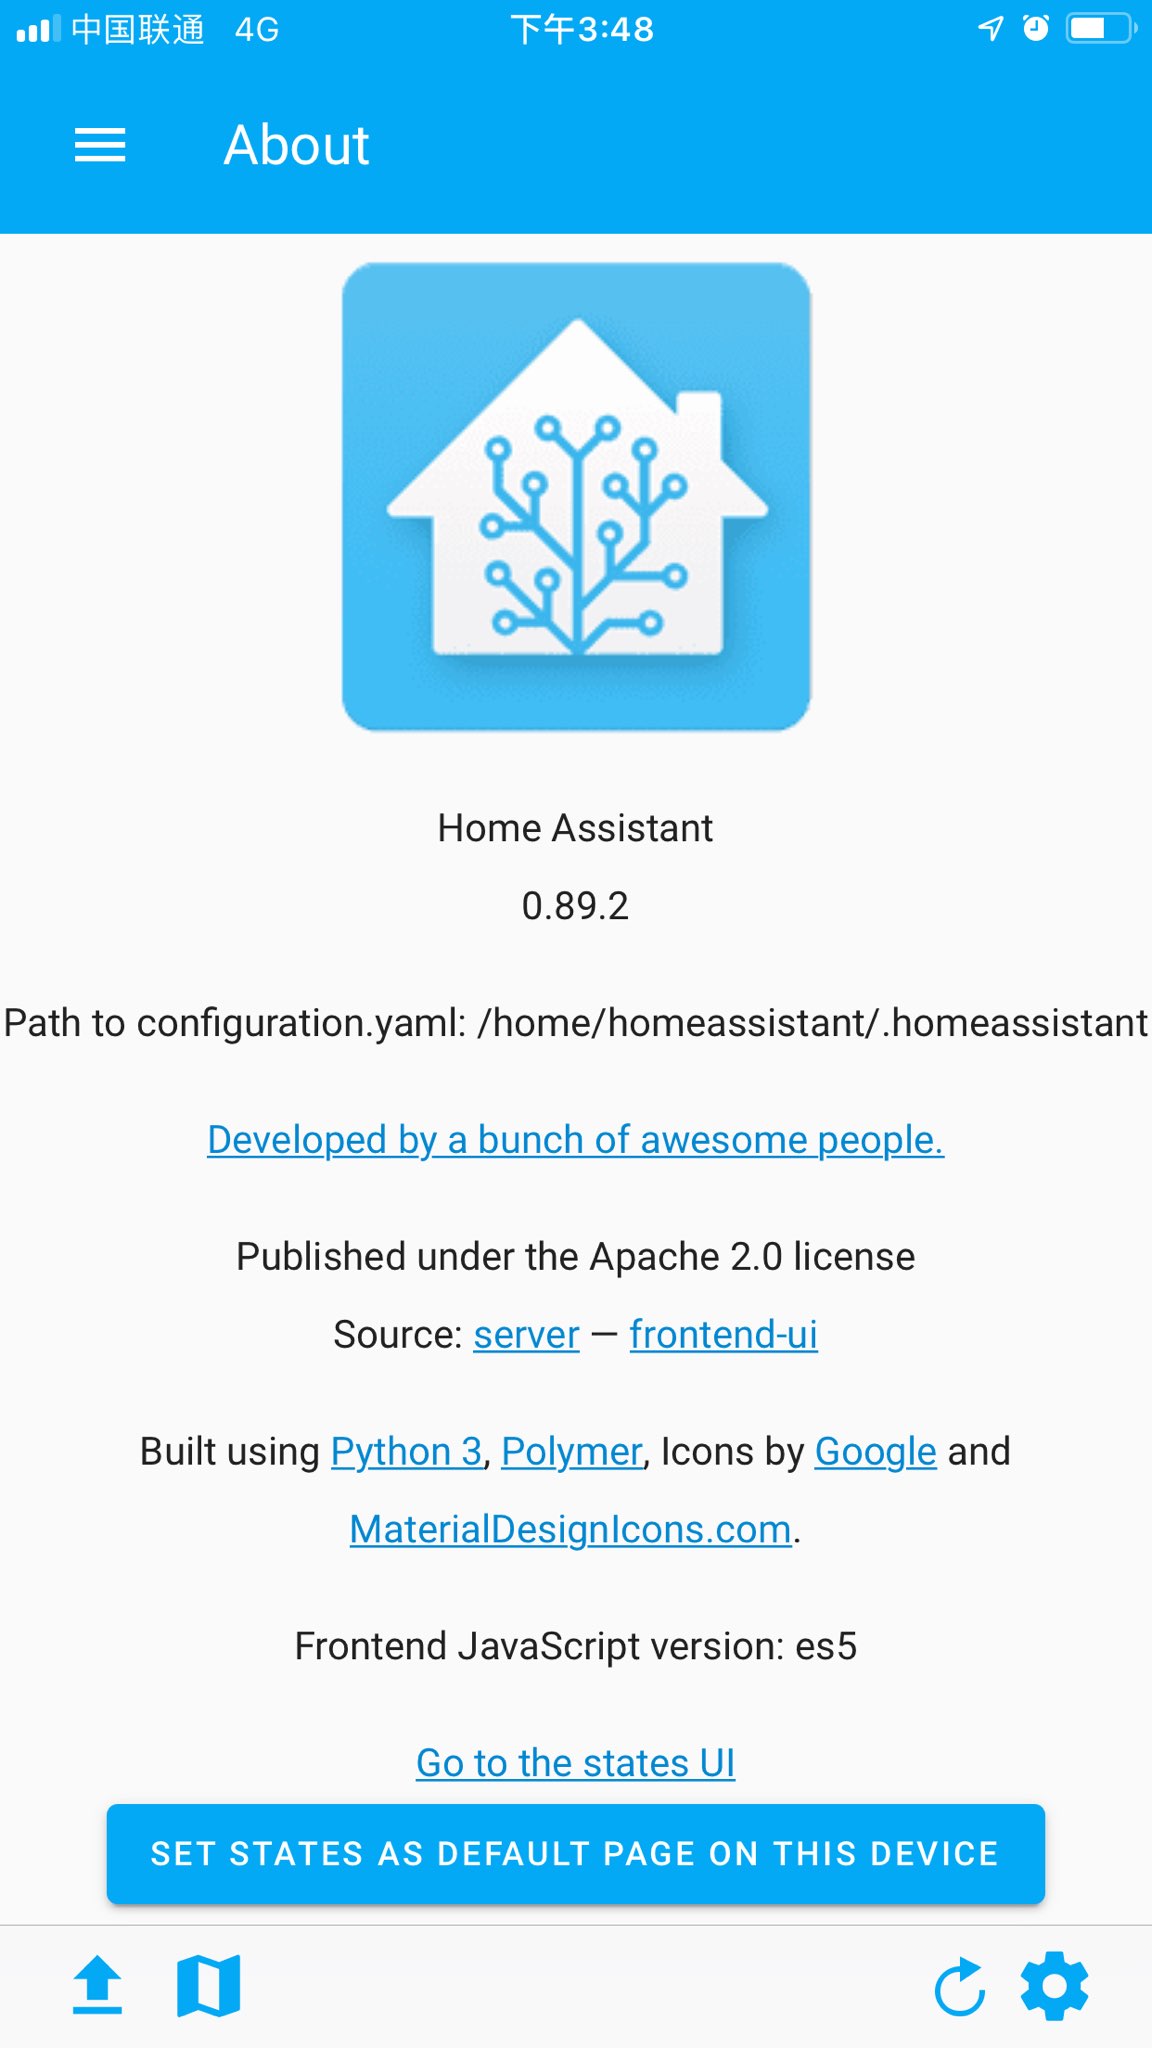 中国联通 4G 下午3:48
About
Home Assistant
0.89.2
Path to configuration.yaml: /home/homeassistant/.homeassistant
Developed by a bunch of awesome people.
Published under the Apache 2.0 license
Source: server — frontend-ui
Built using Python 3, Polymer, Icons by Google and
MaterialDesignIcons.com.
Frontend JavaScript version: es5
Go to the states UI
SET STATES AS DEFAULT PAGE ON THIS DEVICE